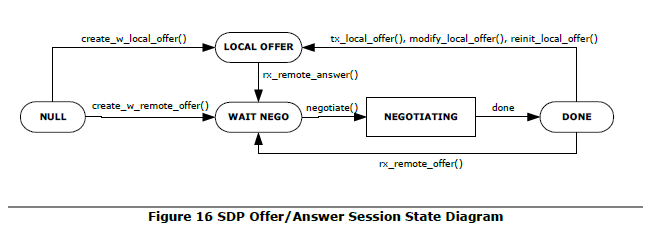 create_w_local_offer()
tx_local_offer(), modify_local_offer(), reinit_local_offer()
LOCAL OFFER
rx_remote_answer()
create_w_remote_offer()
negotiate()
done
NULL
WAIT NEGO
NEGOTIATING
DONE
rx_remote_offer()
Figure 16 SDP Offer/Answer Session State Diagram